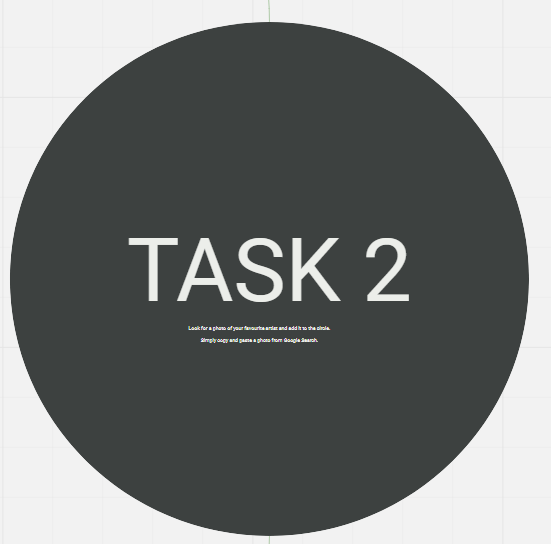 TASK 2
Look for a photo of your favourite artist and add it to the circle.
Simply copy and paste a photo from Google Search.